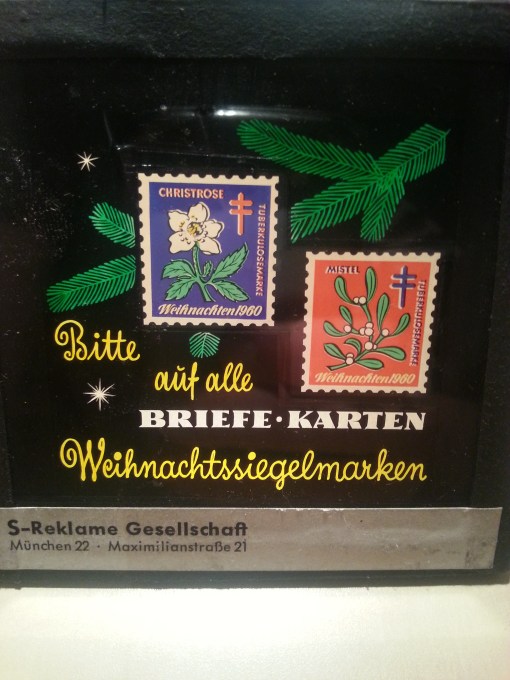 CHRISTROSE
TUBERKULOSEMARKE
Weihnachten 1960
MISTEL
TUBERKULOSEMARKE
Weihnachten 1960
Bitte
auf alle
BRIEFE · KARTEN
Weihnachtssiegelmarken
S-Reklame Gesellschaft
München 22 · Maximilianstraße 21